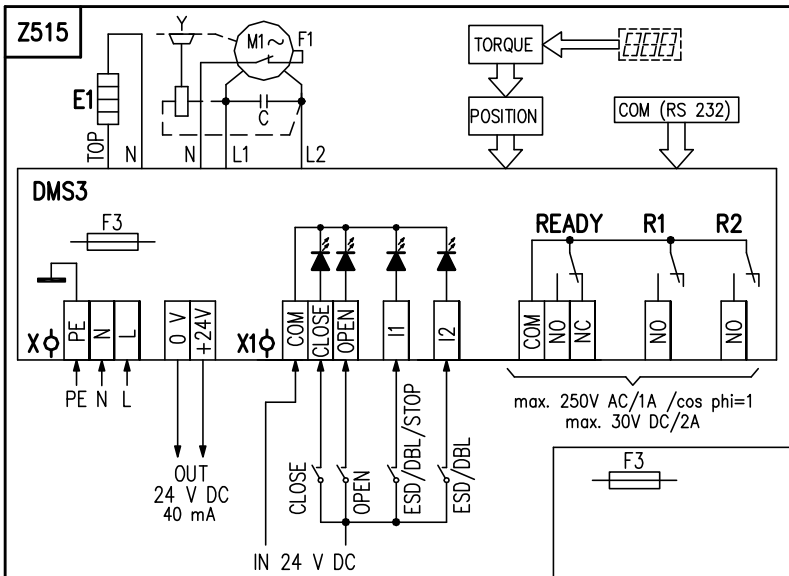 Z515
Y
M1 ~
F1
TORQUE
E1
C
POSITION
COM (RS 232)
TOP
N
N
L1
L2
DMS3
F3
READY
R1
R2
X
PE
N
L
0 V
+24V
X1
COM
CLOSE
OPEN
I1
I2
COM
NO
NC
NO
NO
PE N L
max. 250V AC/1A /cos phi=1
max. 30V DC/2A
OUT
24 V DC
40 mA
CLOSE
OPEN
ESD/DBL/STOP
ESD/DBL
F3
IN 24 V DC